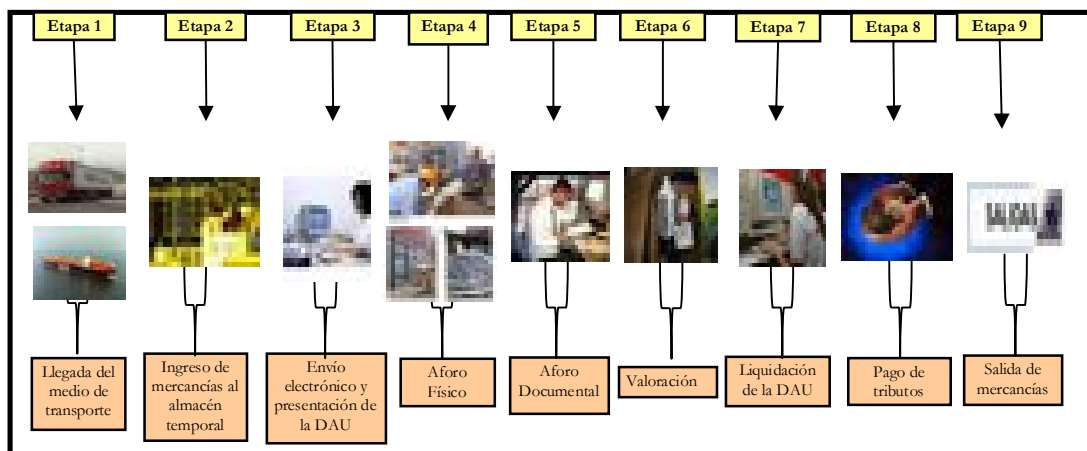 Etapa 1
Etapa 2
Etapa 3
Etapa 4
Etapa 5
Etapa 6
Etapa 7
Etapa 8
Etapa 9
Llegada del
medio de
transporte
Ingreso de
mercancías al
almacén
temporal
Envío
electrónico y
presentación de
la DAU
Aforo
Físico
Aforo
Documental
Valoración
Liquidación
de la DAU
Pago de
tributos
Salida de
mercancías